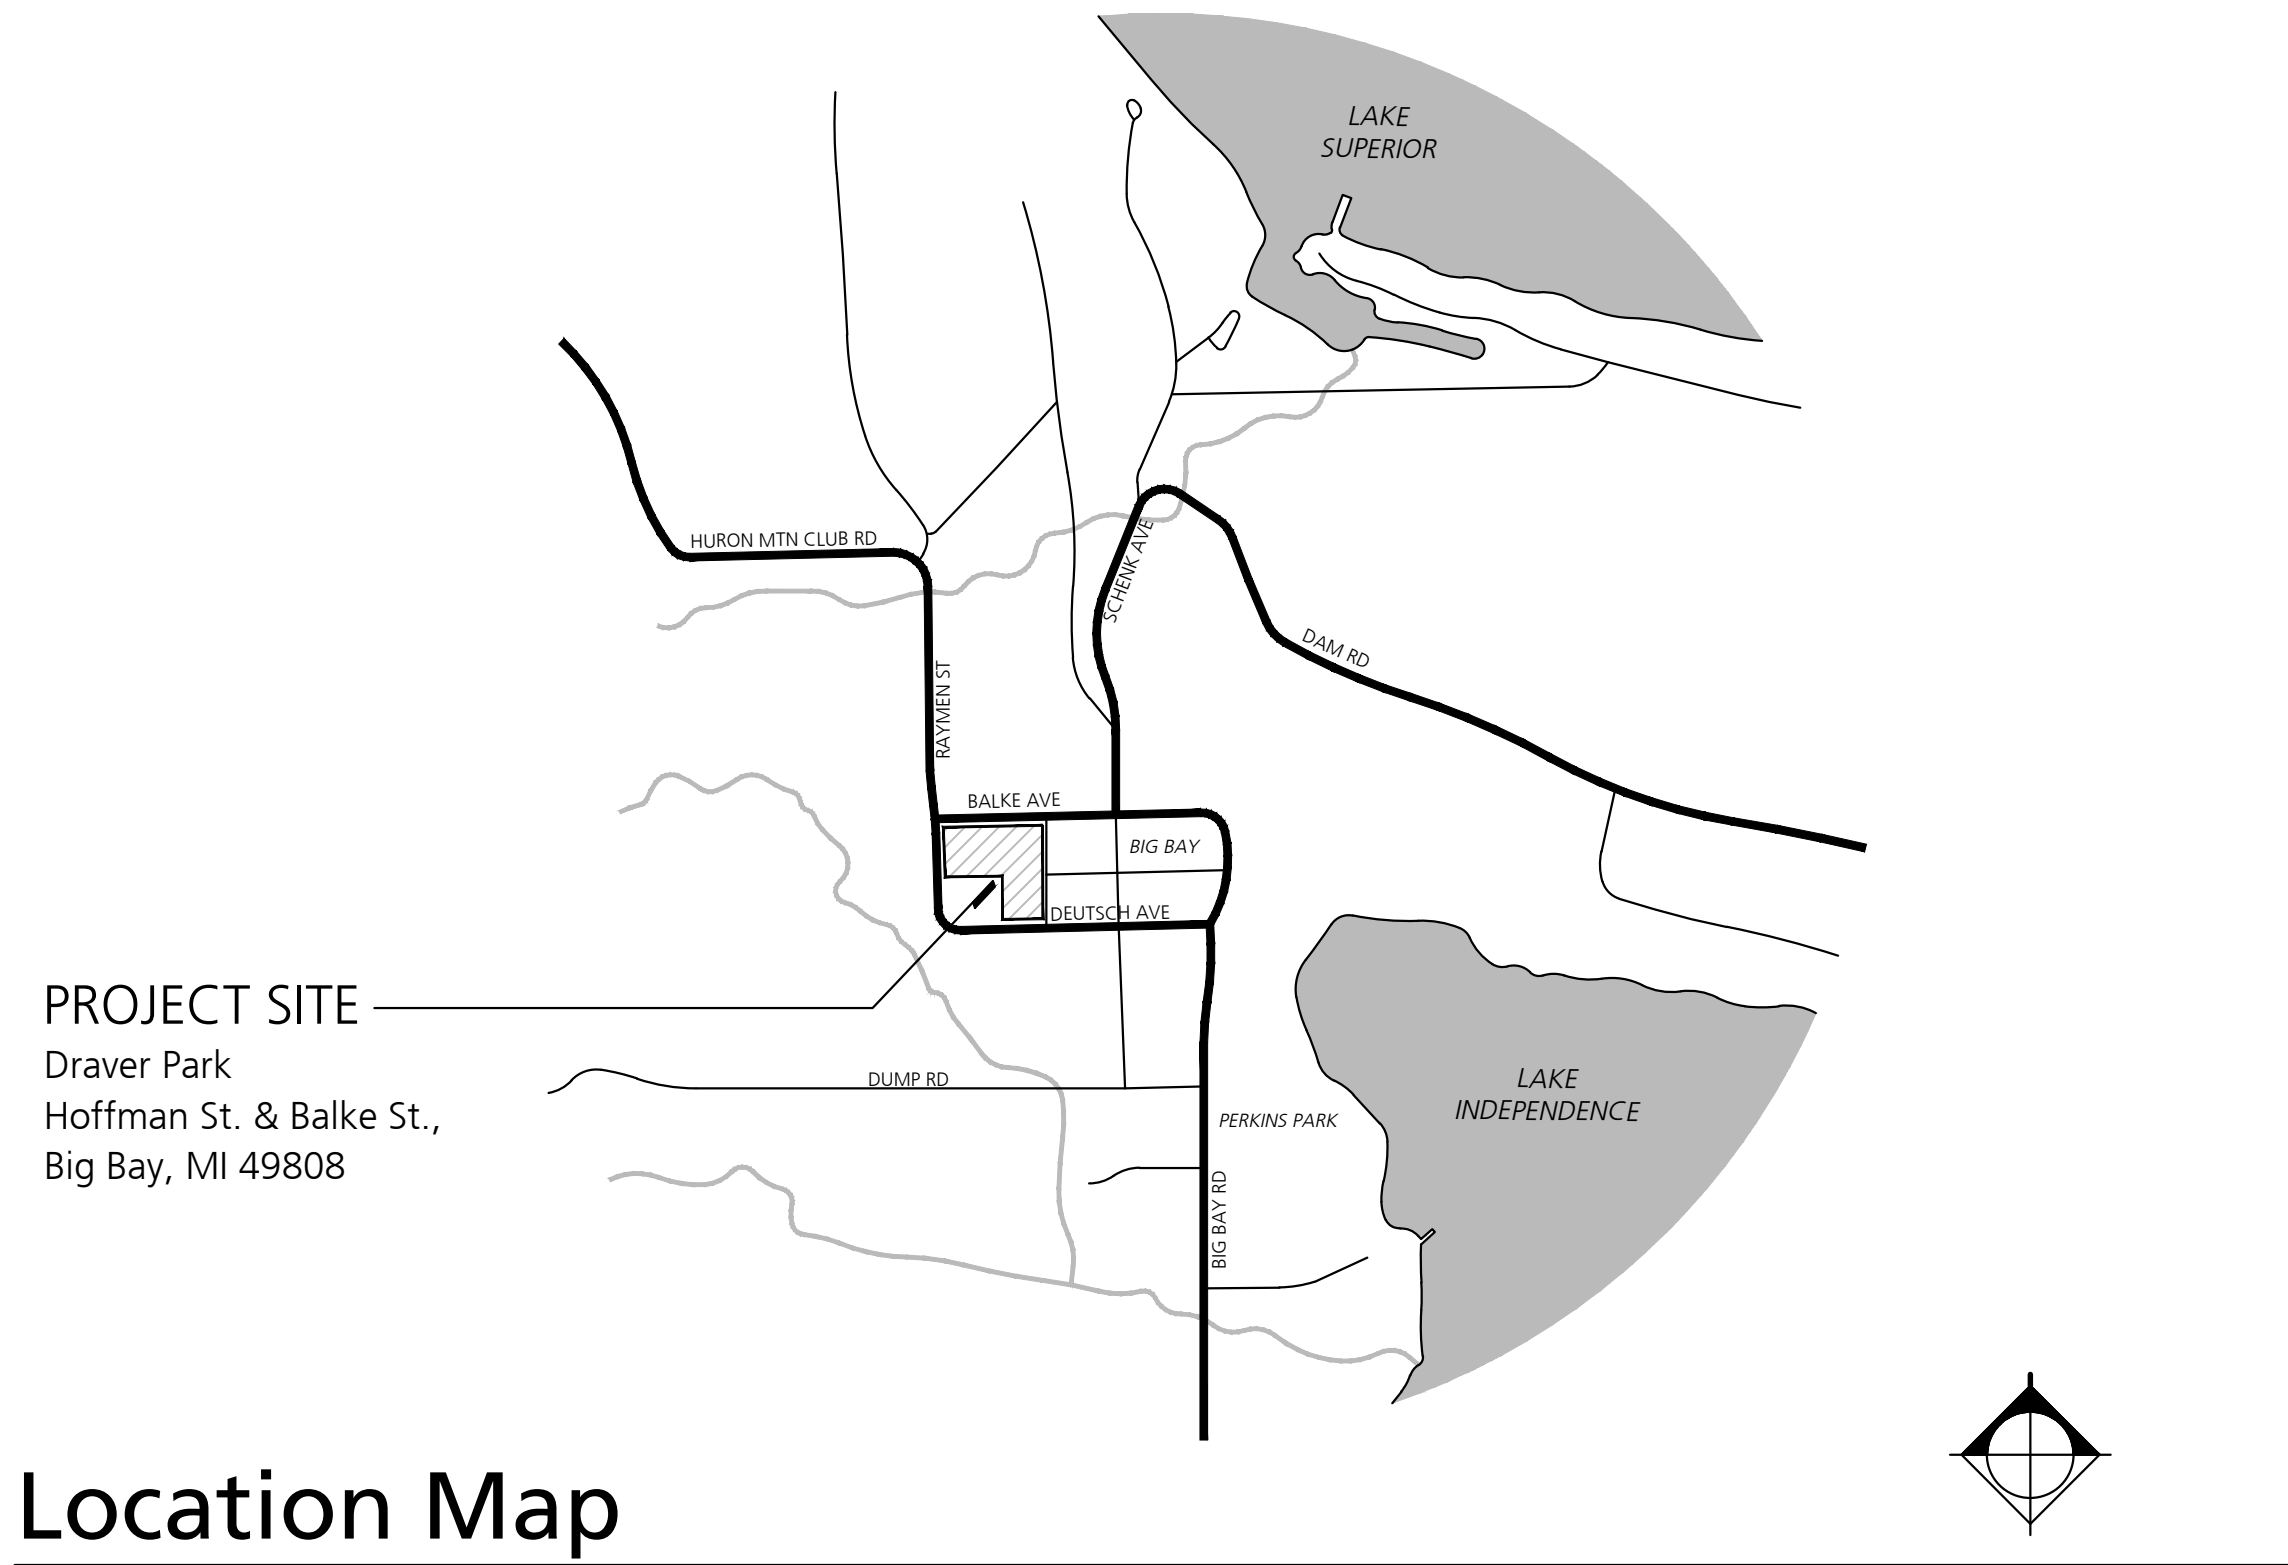 LAKE
SUPERIOR
HURON MTN CLUB RD
SCHENK AVE
DAM RD
RAYMEN ST
BALKE AVE
BIG BAY
DEUTSCH AVE
PROJECT SITE
Draver Park
Hoffman St. & Balke St.,
Big Bay, MI 49808
DUMP RD
LAKE
INDEPENDENCE
PERKINS PARK
BIG BAY RD
Location Map